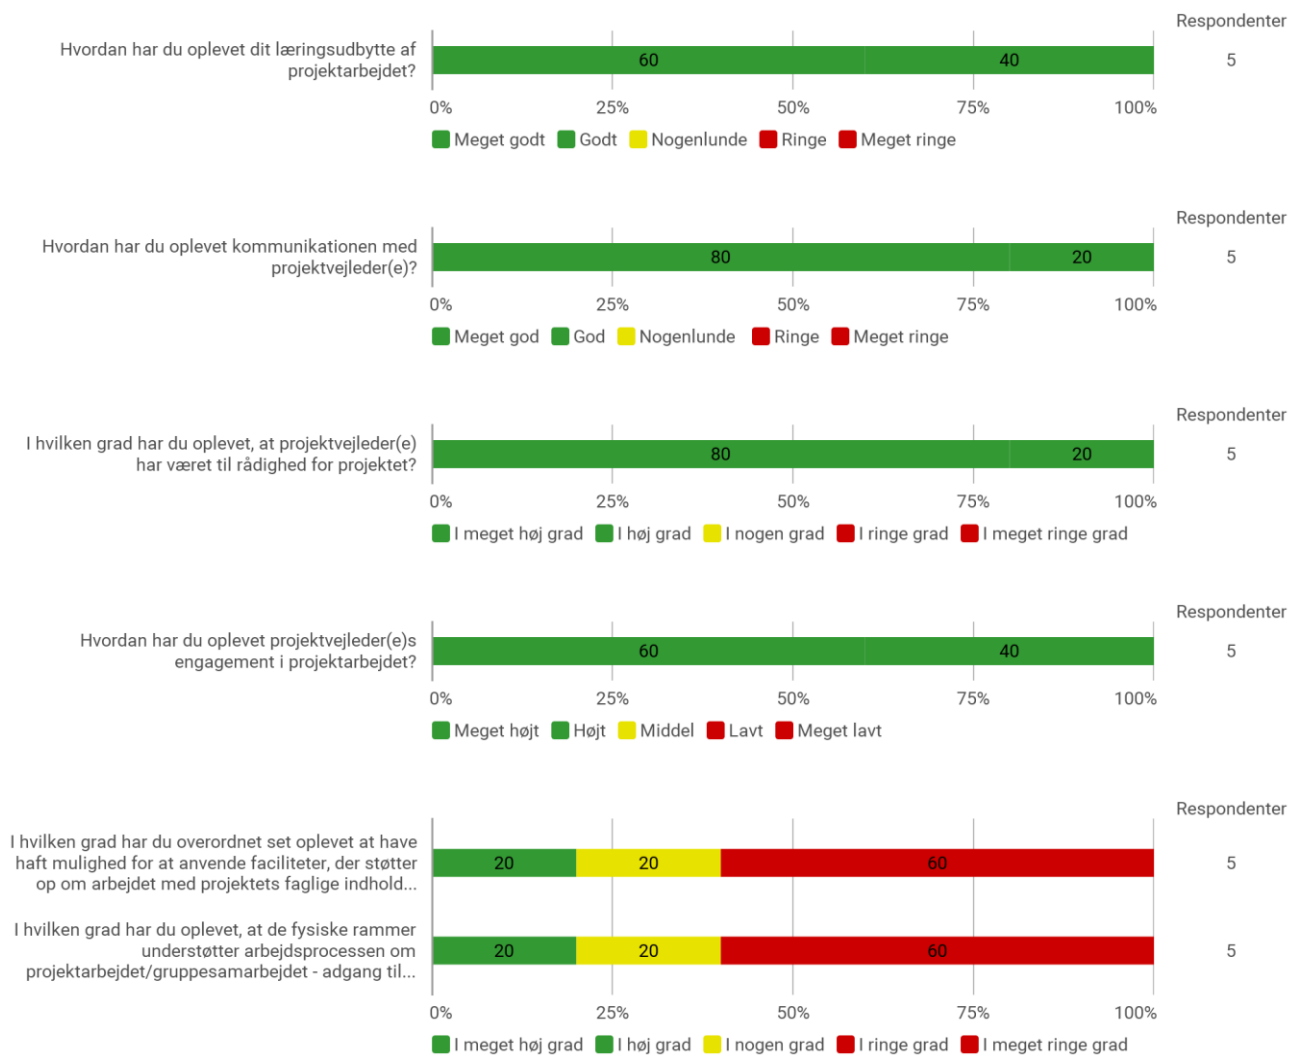 Respondenter
Hvordan har du oplevet dit læringsudbytte af
projektarbejdet?
60 40
5
0% 25% 50% 75% 100%
Meget godt Godt Nogenlunde Ringe Meget ringe
Respondenter
Hvordan har du oplevet kommunikationen med
projektvejleder(e)?
80 20
5
0% 25% 50% 75% 100%
Meget god God Nogenlunde Ringe Meget ringe
Respondenter
I hvilken grad har du oplevet, at projektvejleder(e)
har været til rådighed for projektet?
80 20
5
0% 25% 50% 75% 100%
I meget høj grad I høj grad I nogen grad I ringe grad I meget ringe grad
Respondenter
Hvordan har du oplevet projektvejleder(e)s
engagement i projektarbejdet?
60 40
5
0% 25% 50% 75% 100%
Meget højt Højt Middel Lavt Meget lavt
Respondenter
I hvilken grad har du overordnet set oplevet at have
haft mulighed for at anvende faciliteter, der støtter
op om arbejdet med projektets faglige indhold...
20 20 60
5
I hvilken grad har du oplevet, at de fysiske rammer
understøtter arbejdsprocessen om
projektarbejdet/gruppesamarbejdet - adgang til...
20 20 60
5
0% 25% 50% 75% 100%
I meget høj grad I høj grad I nogen grad I ringe grad I meget ringe grad